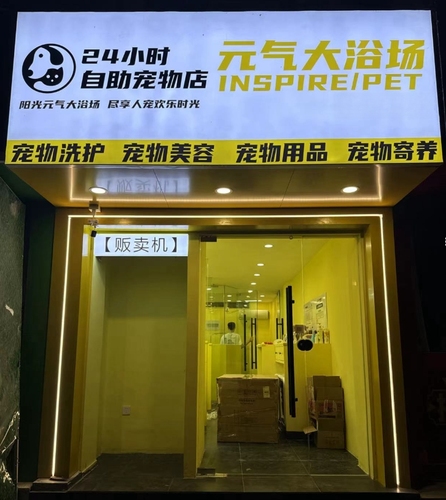 24小时
自助宠物店
阳光元气大浴场 尽享人宠欢乐时光
元气大浴场
INSPIRE/PET
宠物洗护 宠物美容 宠物用品 宠物寄养
【贩卖机】